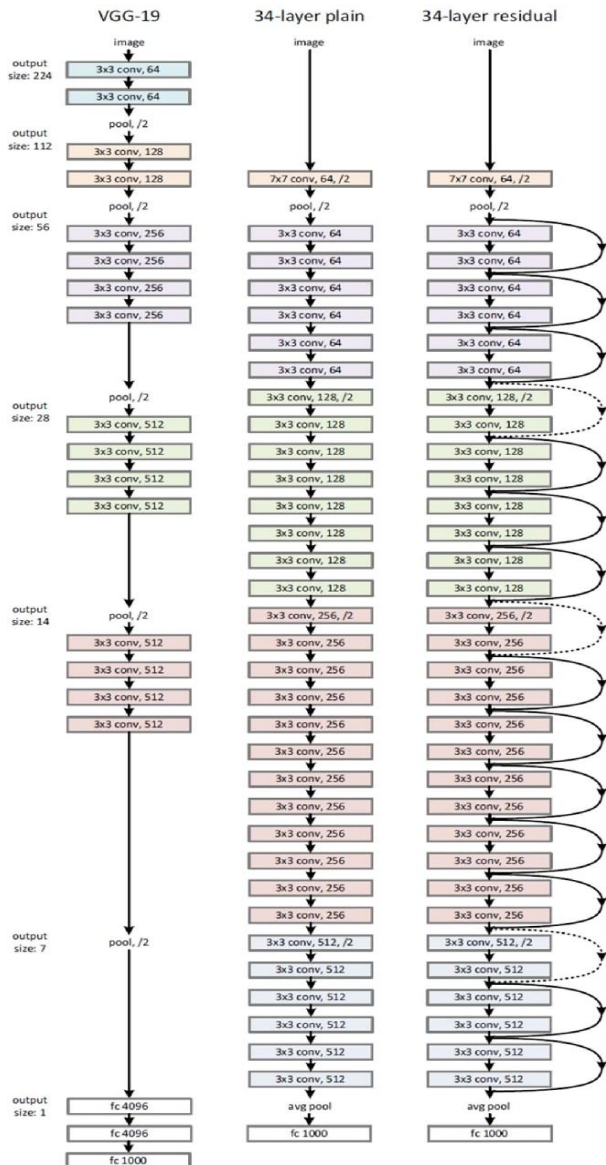 VGG-19
image
output
size: 224
3x3 conv, 64
3x3 conv, 64
pool, /2
output
size: 112
3x3 conv, 128
3x3 conv, 128
pool, /2
output
size: 56
3x3 conv, 256
3x3 conv, 256
3x3 conv, 256
3x3 conv, 256
pool, /2
output
size: 28
3x3 conv, 512
3x3 conv, 512
3x3 conv, 512
3x3 conv, 512
pool, /2
output
size: 14
3x3 conv, 512
3x3 conv, 512
3x3 conv, 512
3x3 conv, 512
output
size: 7
pool, /2
output
size: 1
fc 4096
fc 4096
fc 1000
34-layer plain
image
7x7 conv, 64, /2
pool, /2
3x3 conv, 64
3x3 conv, 64
3x3 conv, 64
3x3 conv, 64
3x3 conv, 64
3x3 conv, 64
3x3 conv, 128, /2
3x3 conv, 128
3x3 conv, 128
3x3 conv, 128
3x3 conv, 128
3x3 conv, 128
3x3 conv, 128
3x3 conv, 128
3x3 conv, 256, /2
3x3 conv, 256
3x3 conv, 256
3x3 conv, 256
3x3 conv, 256
3x3 conv, 256
3x3 conv, 256
3x3 conv, 256
3x3 conv, 256
3x3 conv, 256
3x3 conv, 256
3x3 conv, 256
3x3 conv, 512, /2
3x3 conv, 512
3x3 conv, 512
3x3 conv, 512
3x3 conv, 512
3x3 conv, 512
avg pool
fc 1000
34-layer residual
image
7x7 conv, 64, /2
pool, /2
3x3 conv, 64
3x3 conv, 64
3x3 conv, 64
3x3 conv, 64
3x3 conv, 64
3x3 conv, 64
3x3 conv, 128, /2
3x3 conv, 128
3x3 conv, 128
3x3 conv, 128
3x3 conv, 128
3x3 conv, 128
3x3 conv, 128
3x3 conv, 128
3x3 conv, 256, /2
3x3 conv, 256
3x3 conv, 256
3x3 conv, 256
3x3 conv, 256
3x3 conv, 256
3x3 conv, 256
3x3 conv, 256
3x3 conv, 256
3x3 conv, 256
3x3 conv, 256
3x3 conv, 256
3x3 conv, 512, /2
3x3 conv, 512
3x3 conv, 512
3x3 conv, 512
3x3 conv, 512
3x3 conv, 512
avg pool
fc 1000